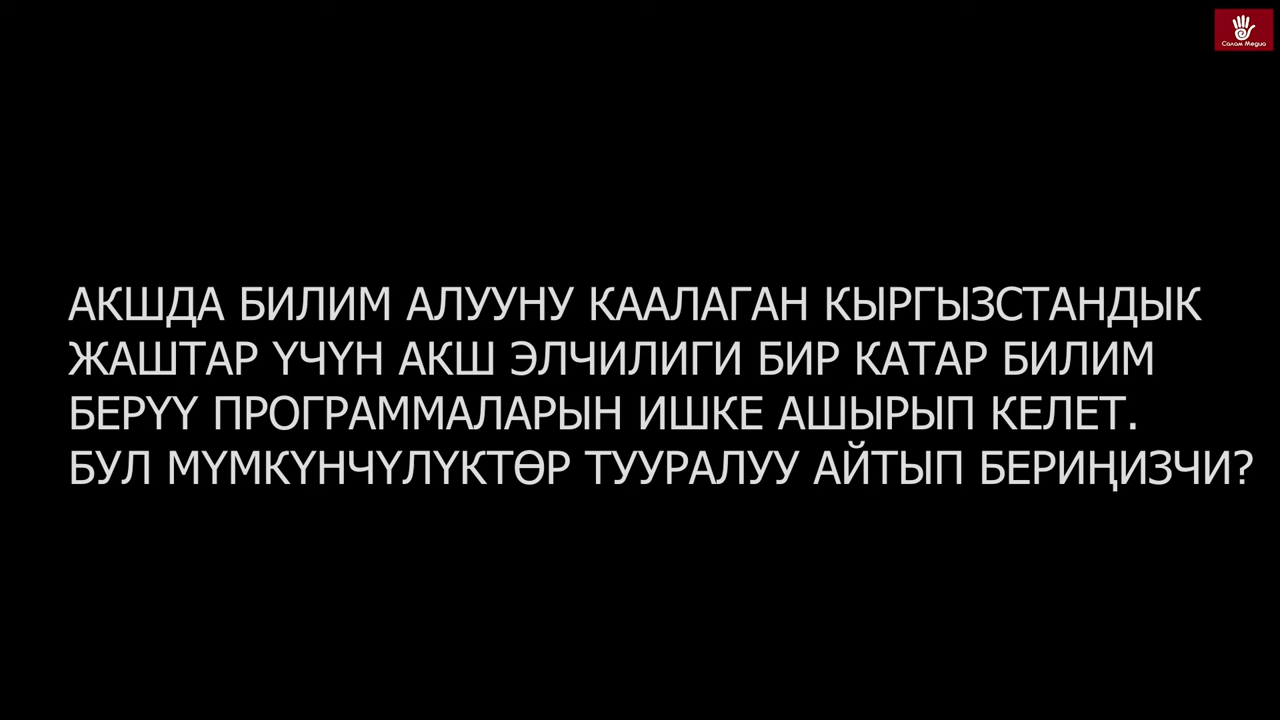 Салам Медиа
АКШДА БИЛИМ АЛУУНУ КААЛАГАН КЫРГЫЗСТАНДЫК
ЖАШТАР ҮЧҮН АКШ ЭЛЧИЛИГИ БИР КАТАР БИЛИМ
БЕРҮҮ ПРОГРАММАЛАРЫН ИШКЕ АШЫРЫП КЕЛЕТ.
БУЛ МҮМКҮНЧҮЛҮКТӨР ТУУРАЛУУ АЙТЫП БЕРИҢИЗЧИ?